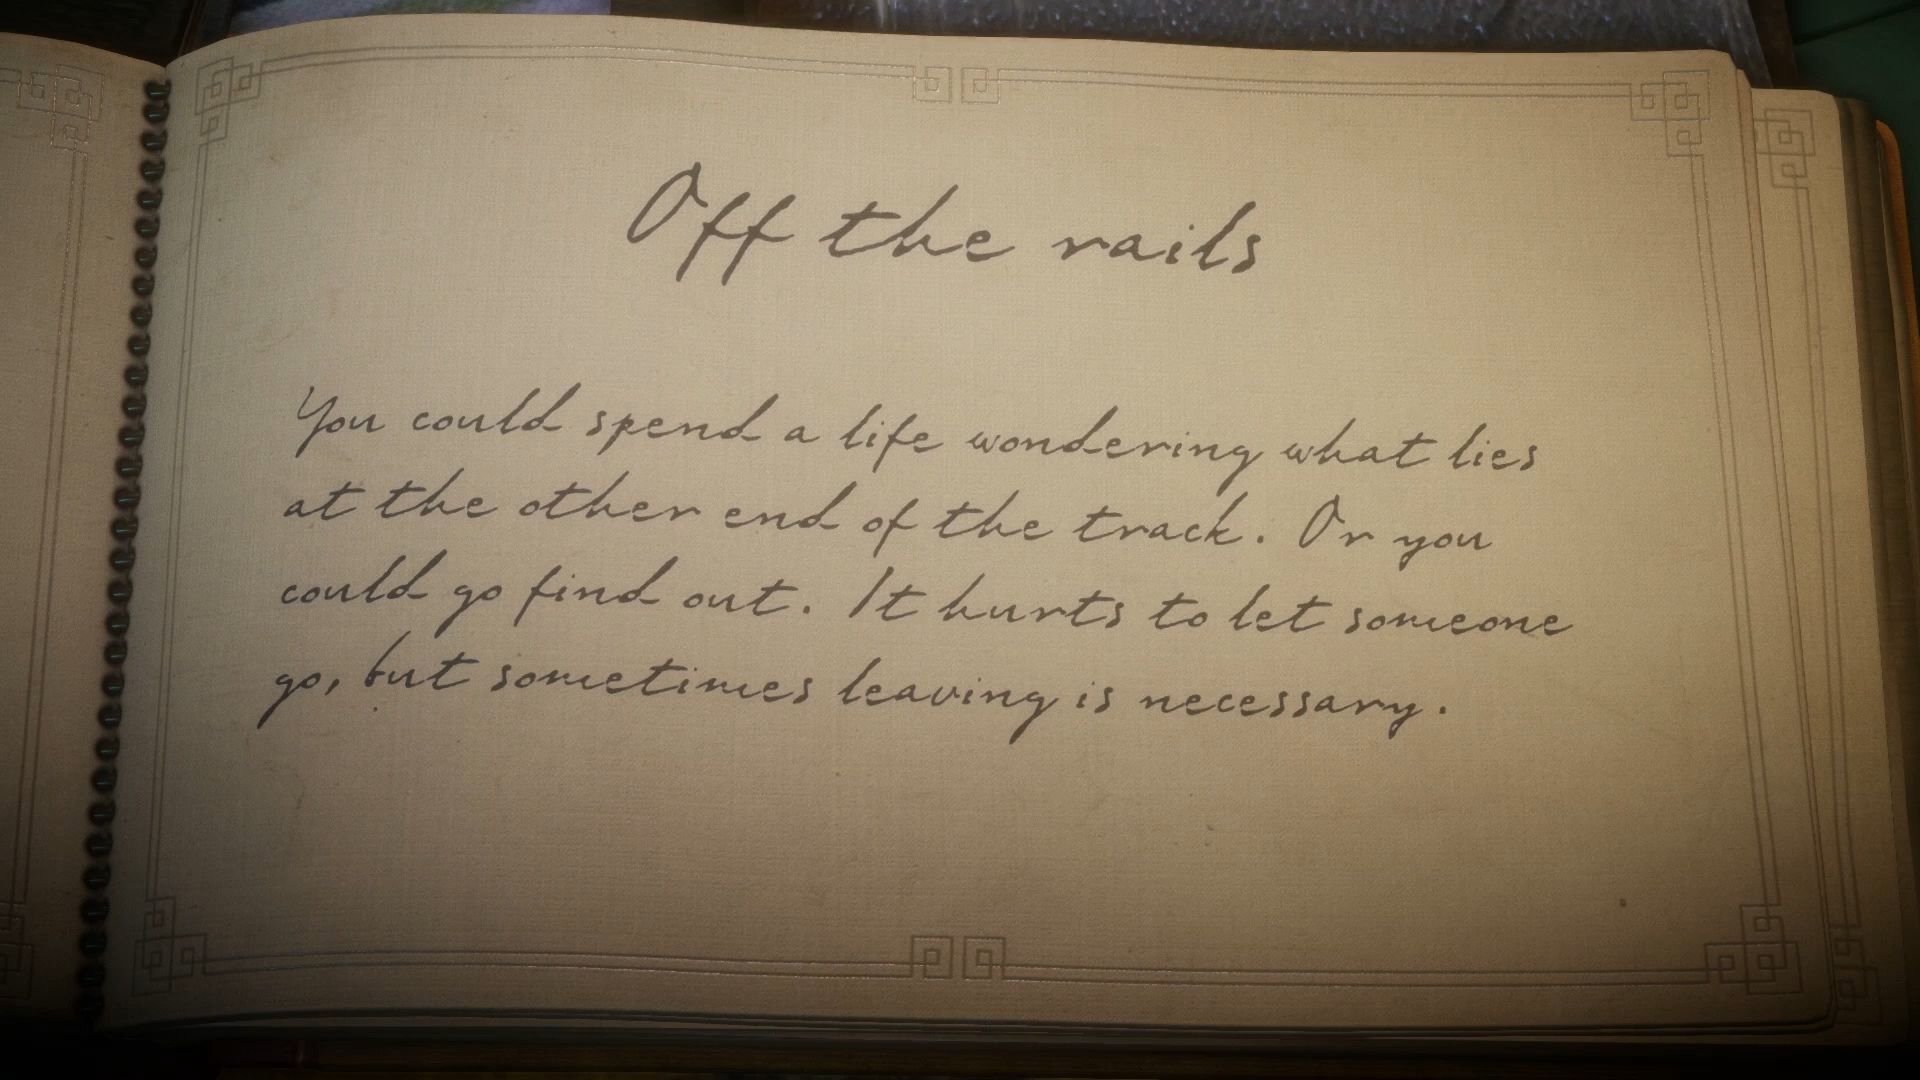 Off the rails
You could spend a life wondering what lies
at the other end of the track. Or you
could go find out. It hurts to let someone
go, but sometimes leaving is necessary.